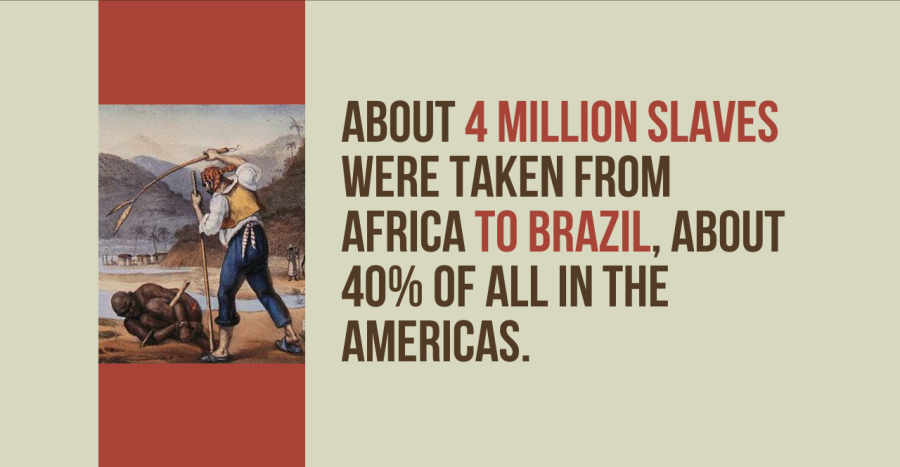 ABOUT 4 MILLION SLAVES
WERE TAKEN FROM
AFRICA TO BRAZIL, ABOUT
40% OF ALL IN THE
AMERICAS.